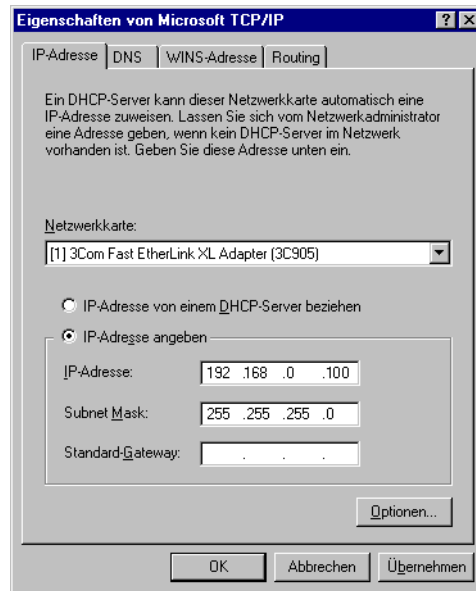 Eigenschaften von Microsoft TCP/IP
IP-Adresse DNS WINS-Adresse Routing
Ein DHCP-Server kann dieser Netzwerkkarte automatisch eine
IP-Adresse zuweisen. Lassen Sie sich vom Netzwerkadministrator
eine Adresse geben, wenn kein DHCP-Server im Netzwerk
vorhanden ist. Geben Sie diese Adresse unten ein.
Netzwerkkarte:
[1] 3Com Fast EtherLink XL Adapter (3C905)
IP-Adresse von einem DHCP-Server beziehen
IP-Adresse angeben
IP-Adresse: 192 .168 .0 .100
Subnet Mask: 255 .255 .255 .0
Standard-Gateway: . . .
Optionen...
OK Abbrechen Übernehmen